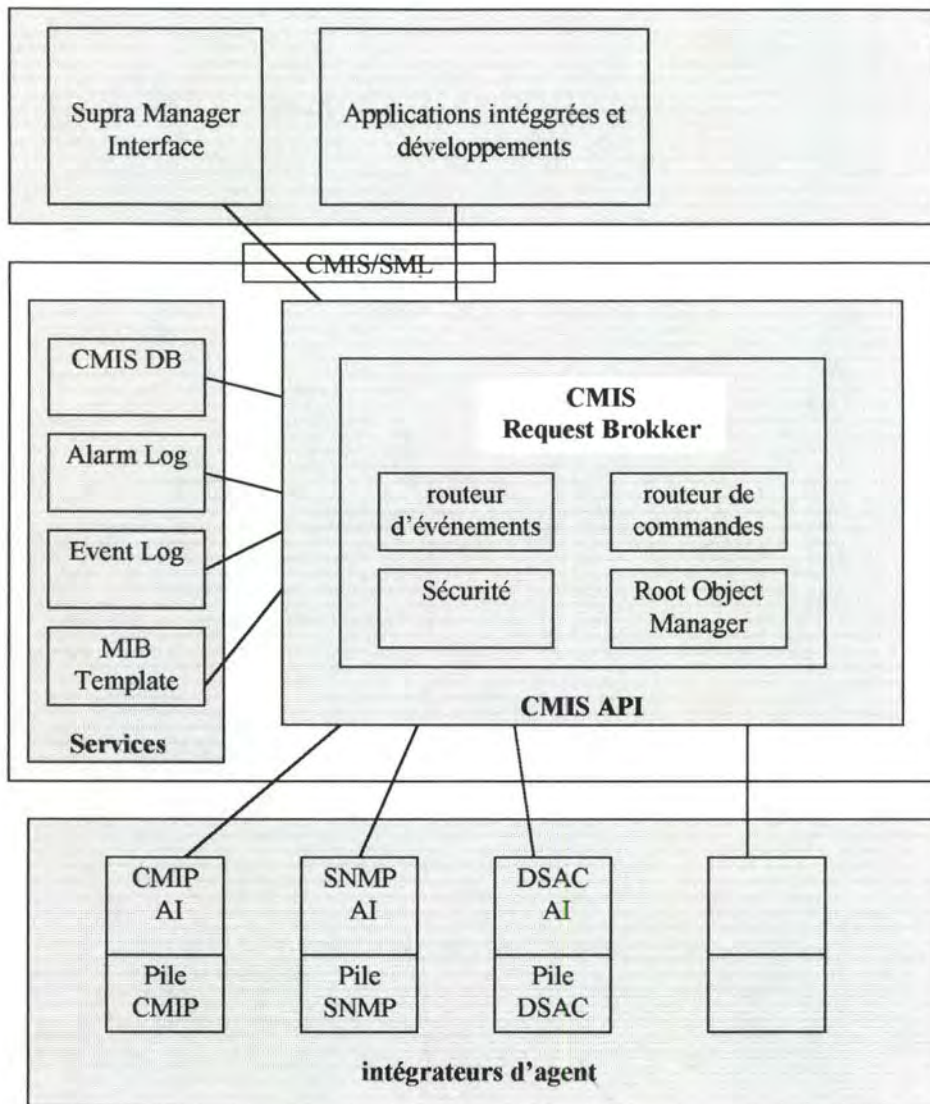 Supra Manager
Interface
Applications intéggrées et
développements
CMIS/SML
CMIS DB
Alarm Log
Event Log
MIB
Template
Services
CMIS
Request Brokker
routeur
d'événements
routeur de
commandes
Sécurité
Root Object
Manager
CMIS API
CMIP
AI
Pile
CMIP
SNMP
AI
Pile
SNMP
DSAC
AI
Pile
DSAC
intégrateurs d'agent